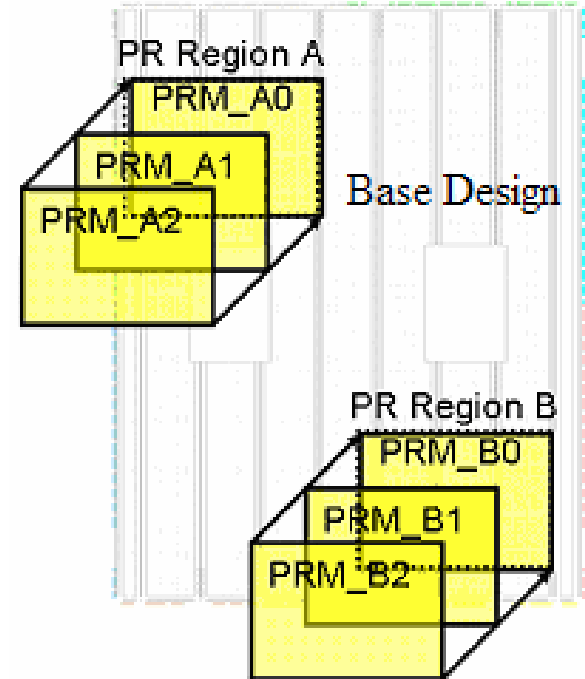 PR Region A
PRM_A0
PRM_A1
PRM_A2
Base Design
PR Region B
PRM_B0
PRM_B1
PRM_B2